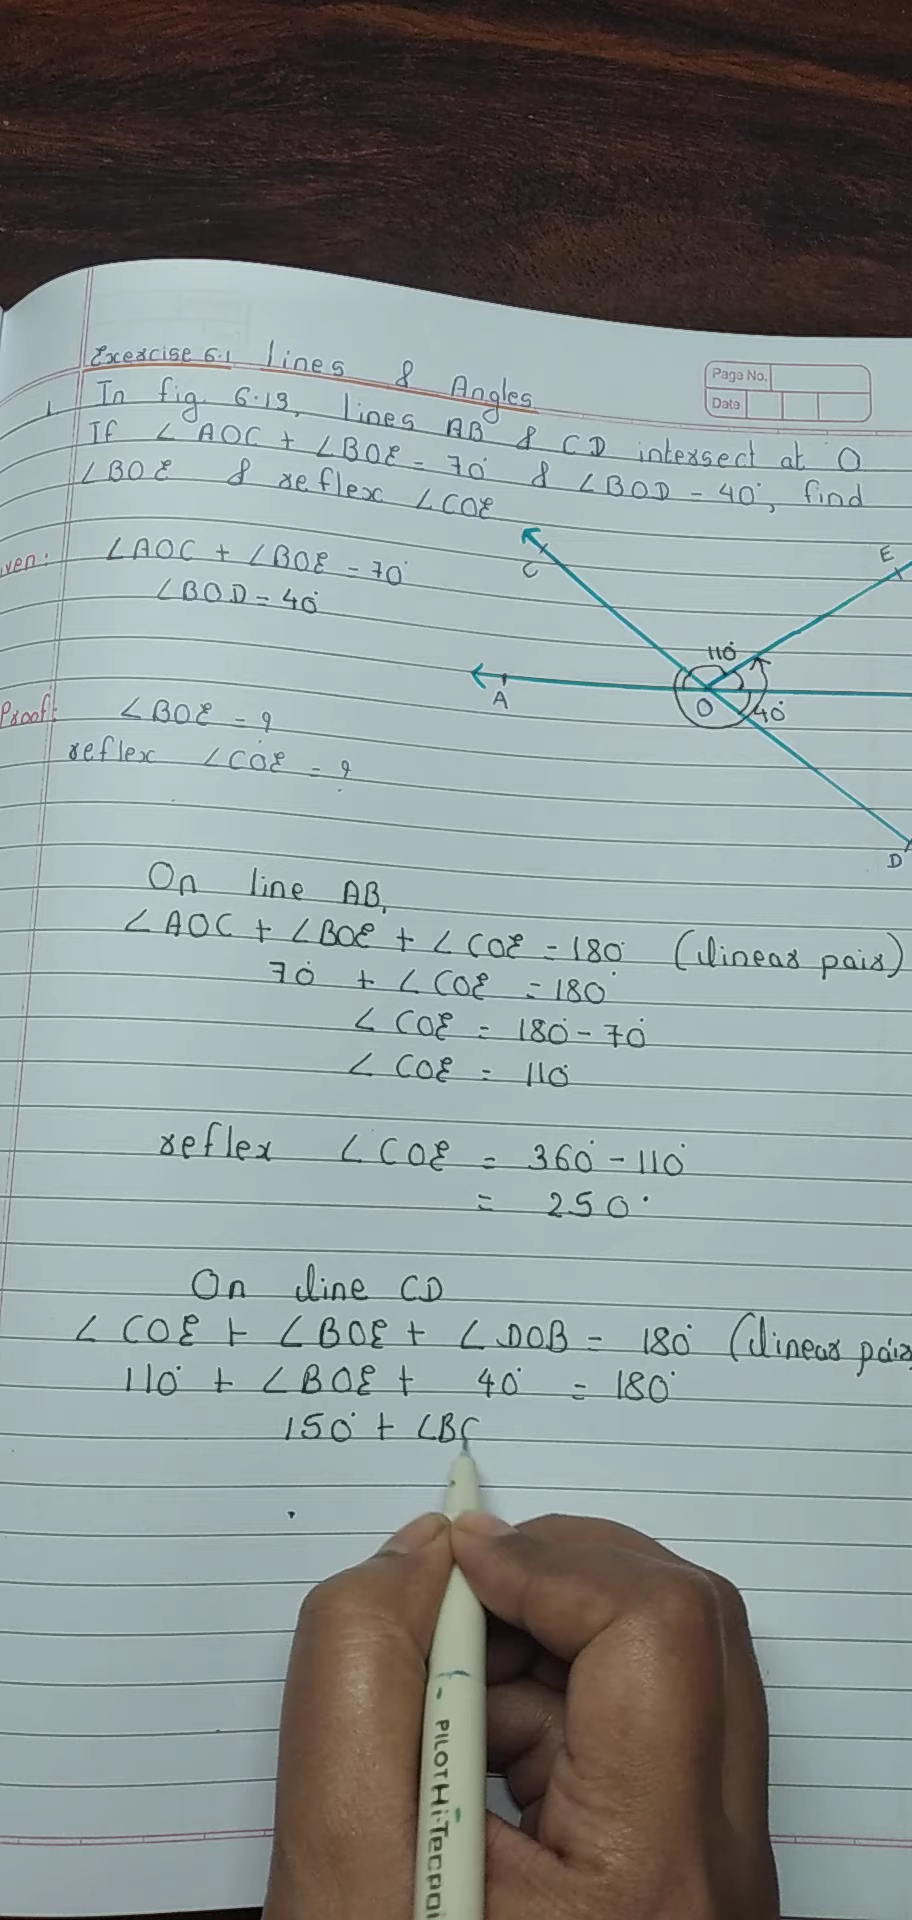 Exercise 6.1 Lines & Angles
Page No.
Date
1. In fig. 6.13, lines AB & CD intersect at O
If ∠AOC + ∠BOE = 70° & ∠BOD = 40°, find
∠BOE & reflex ∠COE
ven: ∠AOC + ∠BOE = 70°
∠BOD = 40°
C
E
110°
A
O
40°
D
Proof: ∠BOE = ?
reflex ∠COE = ?
On line AB,
∠AOC + ∠BOE + ∠COE = 180° (linear pair)
70° + ∠COE = 180°
∠COE = 180° - 70°
∠COE = 110°
reflex ∠COE = 360° - 110°
= 250°
On line CD
∠COE + ∠BOE + ∠DOB = 180° (linear pair
110° + ∠BOE + 40° = 180°
150° + ∠BO
PILOT Hi-Tecpoi